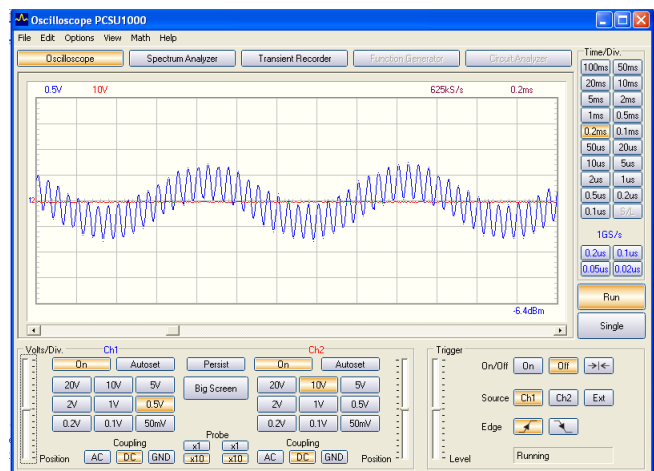 Oscilloscope PCSU1000
File Edit Options View Math Help
Oscilloscope Spectrum Analyzer Transient Recorder Function Generator Circuit Analyzer
Time/Div.
100ms 50ms
20ms 10ms
5ms 2ms
1ms 0.5ms
0.2ms 0.1ms
50us 20us
10us 5us
2us 1us
0.5us 0.2us
0.1us S/L
1GS/s
0.2us 0.1us
0.05us 0.02us
Run
Single
0.5V 10V 625kS/s 0.2ms
12
-6.4dBm
Volts/Div. Ch1 Ch2
On Autoset Persist On Autoset
20V 10V 5V Big Screen 20V 10V 5V
2V 1V 0.5V 2V 1V 0.5V
0.2V 0.1V 50mV 0.2V 0.1V 50mV
Probe
Coupling x1 x1 Coupling
Position AC DC GND x10 x10 AC DC GND Position
Trigger
On/Off On Off
Source Ch1 Ch2 Ext
Edge
Level Running